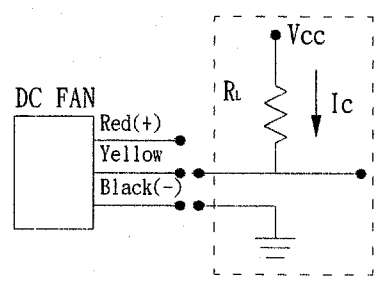 Vcc
DC FAN
RL
Ic
Red(+)
Yellow
Black(-)